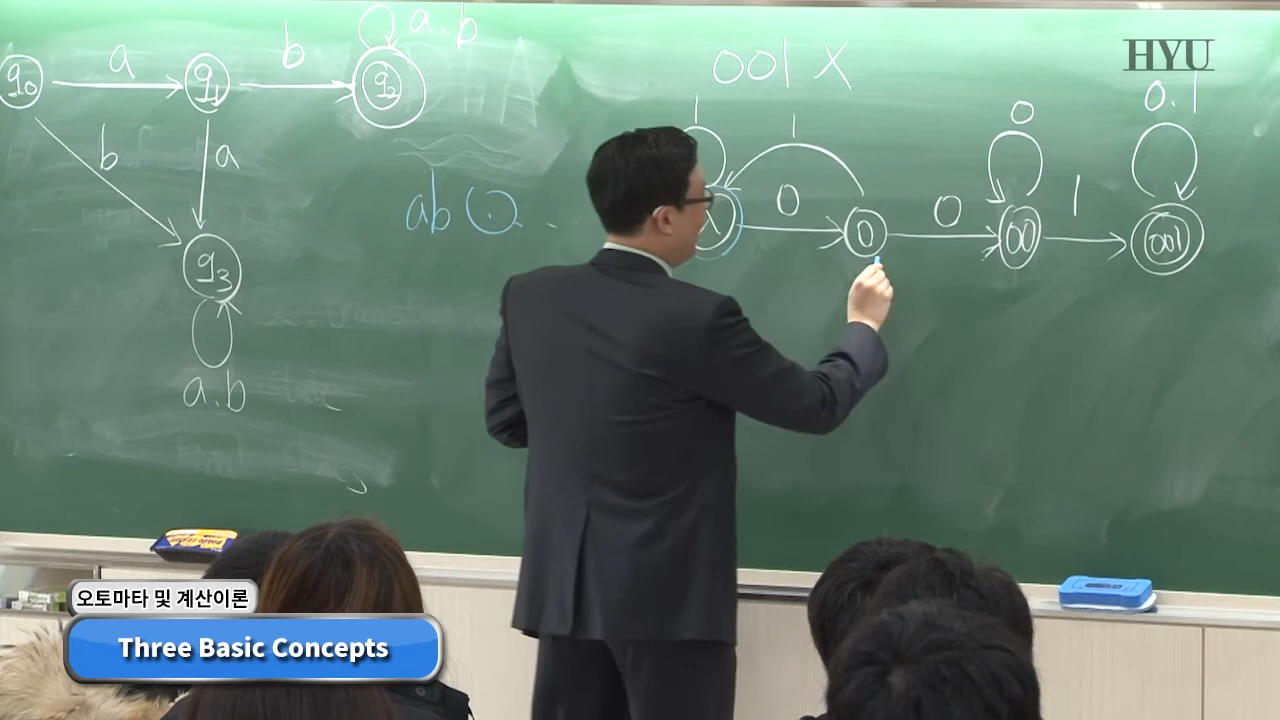 q0 a q1 b q2 a.b
b a
q3
a.b
ab
001 X
HYU
1 1 0 0.1
λ 0 0 0 00 1 001
오토마타 및 계산이론
Three Basic Concepts